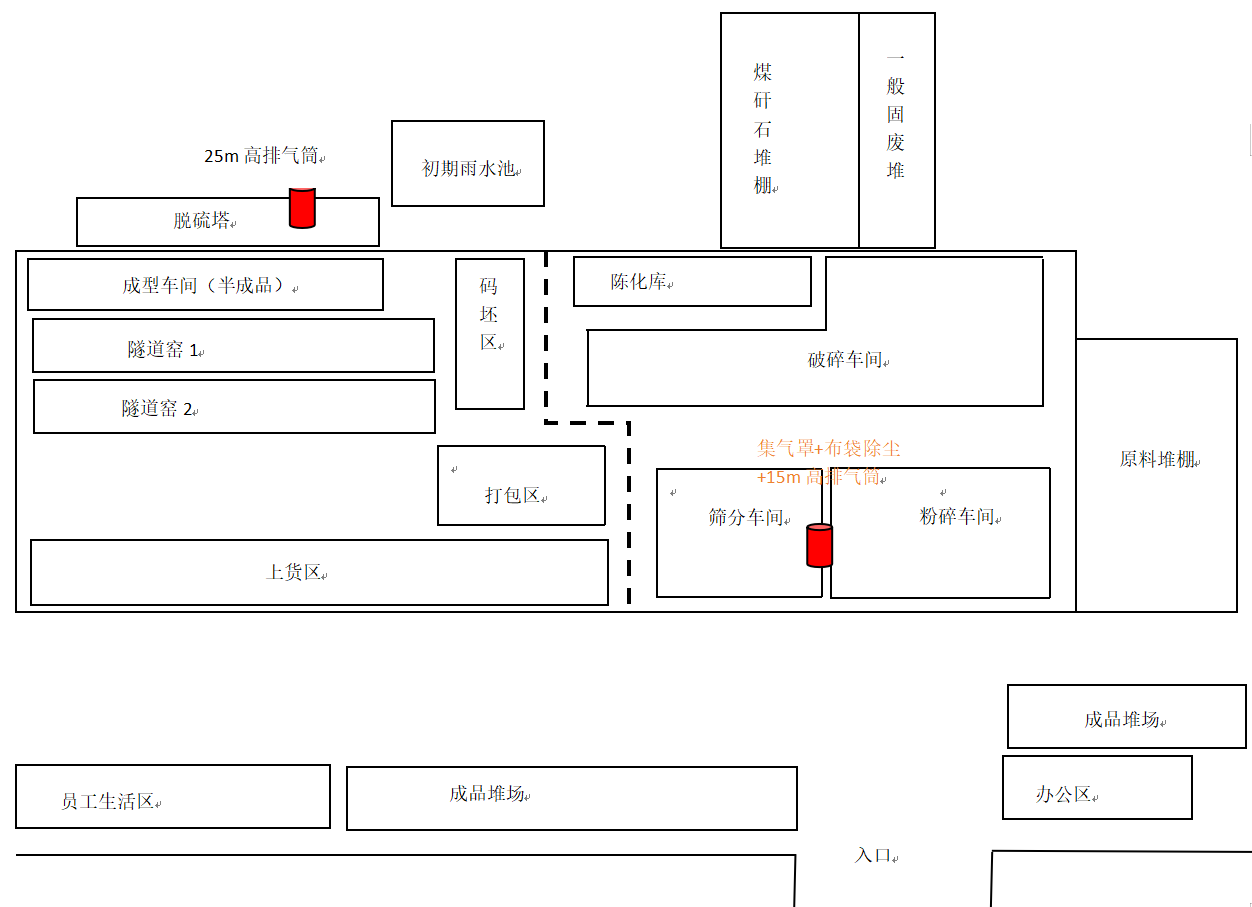 煤矸石堆棚
一般固废堆
25m 高排气筒
初期雨水池
脱硫塔
成型车间（半成品）
码坯区
陈化库
隧道窑 1
破碎车间
隧道窑 2
集气罩+布袋除尘
+15m 高排气筒
原料堆棚
打包区
筛分车间
粉碎车间
上货区
成品堆场
员工生活区
成品堆场
办公区
入口